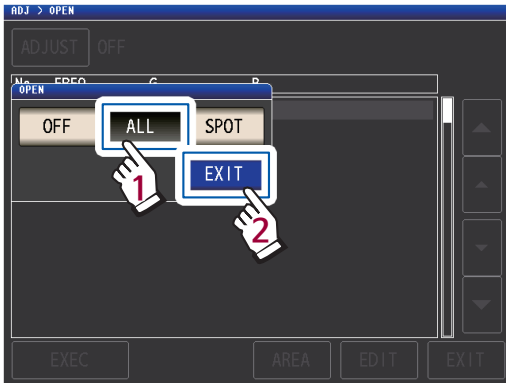 ADJ > OPEN
ADJUST OFF
No. FREQ G B
OPEN
OFF ALL SPOT
EXIT
1
2
EXEC AREA EDIT EXIT